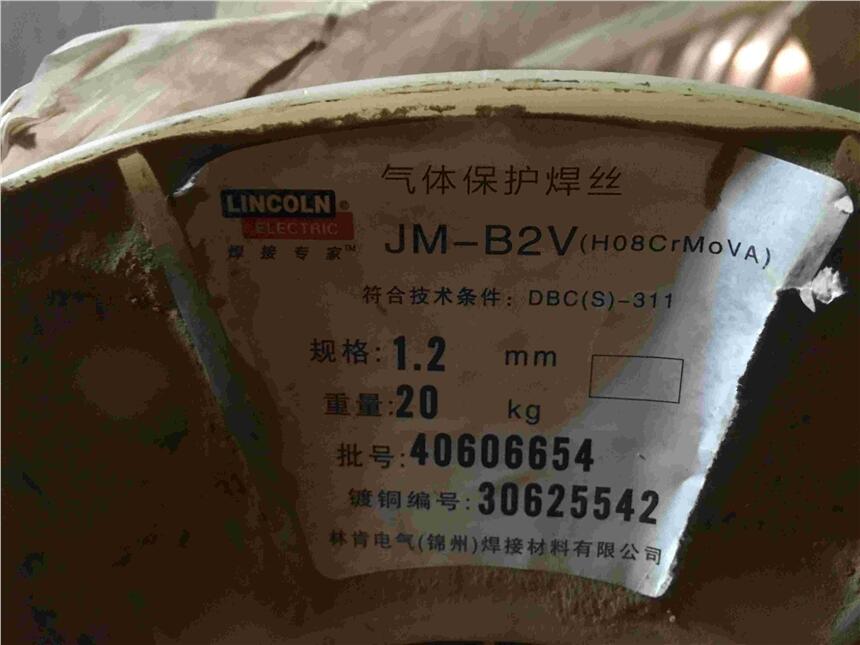 气体保护焊丝
LINCOLN ®
ELECTRIC
焊接专家™
JM-B2V(H08CrMoVA)
符合技术条件: DBC(S)-311
规格: 1.2 mm
重量: 20 kg
批号: 40606654
镀铜编号: 30625542
林肯电气(锦州)焊接材料有限公司